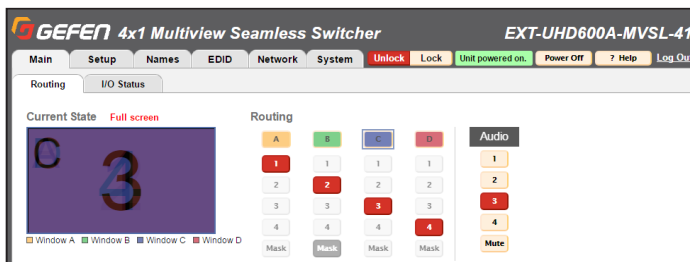 GEFEN 4x1 Multiview Seamless Switcher EXT-UHD600A-MVSL-41
Main Setup Names EDID Network System Unlock Lock Unit powered on. Power Off ? Help Log Ou
Routing I/O Status
Current State Full screen Routing Audio
A B C D
1 1 1 1 1
2 2 2 2 2
3 3 3 3 3
4 4 4 4 4
Mask Mask Mask Mask Mute
C 3
Window A Window B Window C Window D